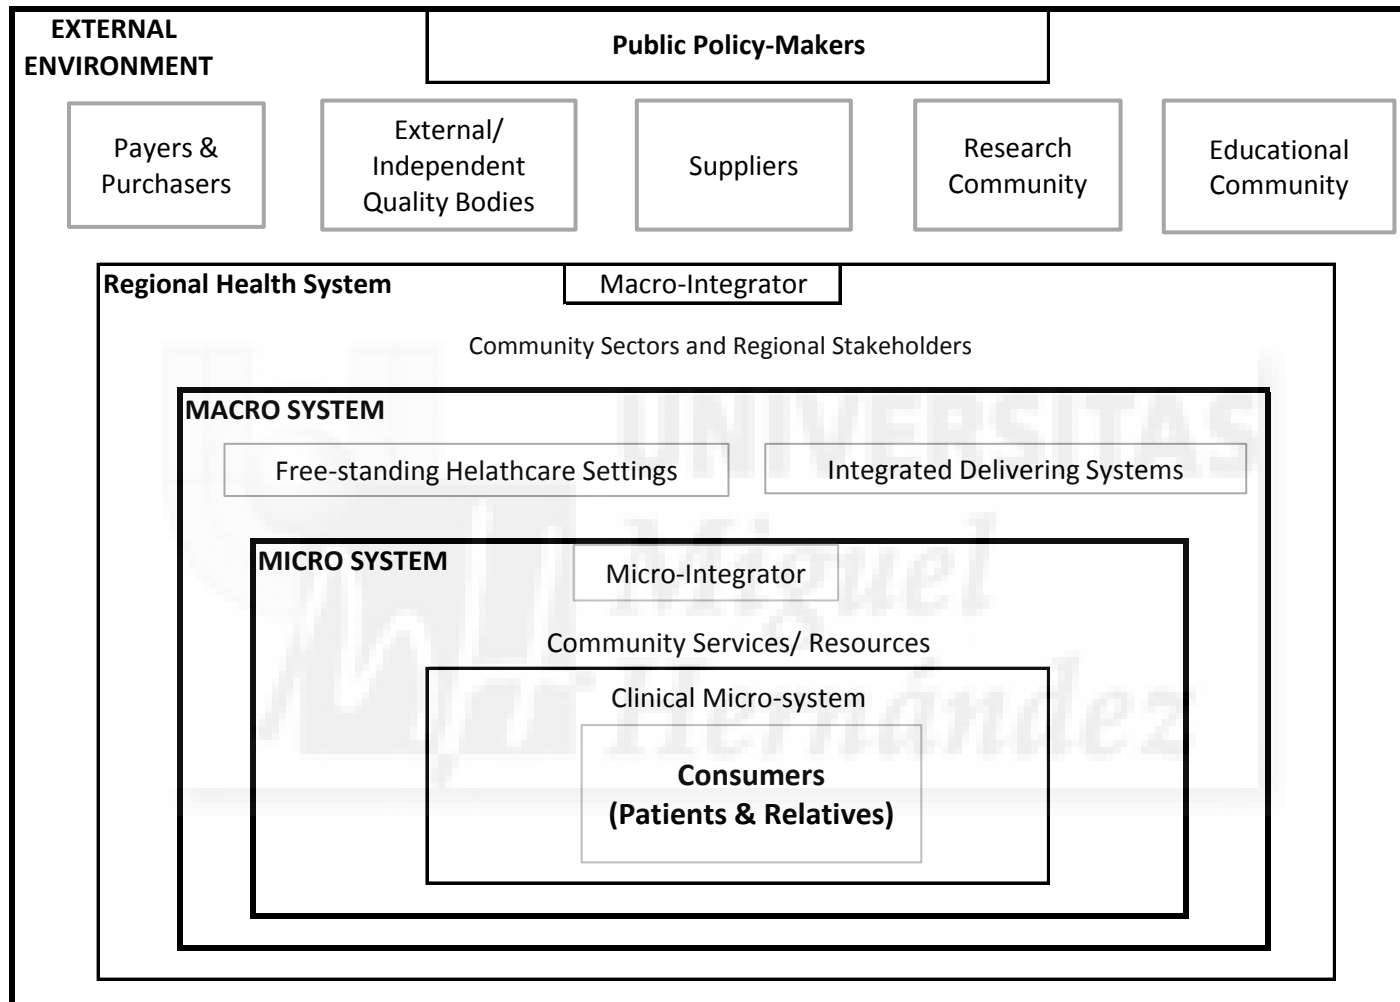 EXTERNAL
ENVIRONMENT
Public Policy-Makers
Payers &
Purchasers
External/
Independent
Quality Bodies
Suppliers
Research
Community
Educational
Community
Regional Health System
Macro-Integrator
Community Sectors and Regional Stakeholders
MACRO SYSTEM
Free-standing Helathcare Settings
Integrated Delivering Systems
MICRO SYSTEM
Micro-Integrator
Community Services/ Resources
Clinical Micro-system
Consumers
(Patients & Relatives)
UNIVERSITAS
Miguel
Hernández